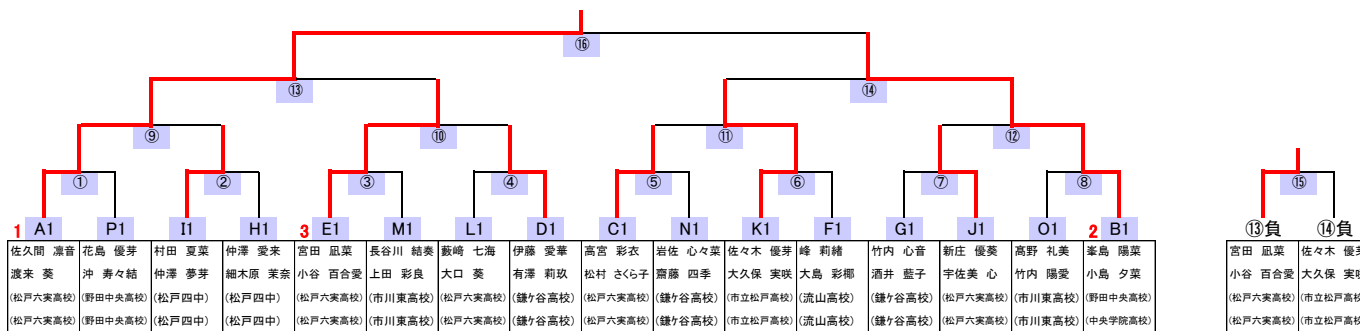 ⑯
⑬ ⑭
⑨ ⑩ ⑪ ⑫
① ② ③ ④ ⑤ ⑥ ⑦ ⑧ ⑮
1 A1 P1 I1 H1 3 E1 M1 L1 D1 C1 N1 K1 F1 G1 J1 O1 2 B1 ⑬負 ⑭負
佐久間 凛音 花島 優芽 村田 夏菜 仲澤 愛来 宮田 凪菜 長谷川 結奏 藪﨑 七海 伊藤 愛華 高宮 彩衣 岩佐 心々菜 佐々木 優芽 峰 莉緒 竹内 心音 新庄 優葵 髙野 礼美 峯島 陽菜 宮田 凪菜 佐々木 優芽
渡来 葵 沖 寿々結 仲澤 夢芽 細木原 茉奈 小谷 百合愛 上田 彩良 大口 葵 有澤 莉玖 松村 さくら子 齋藤 四季 大久保 実咲 大島 彩椰 酒井 藍子 宇佐美 心 竹内 陽愛 小島 夕菜 小谷 百合愛 大久保 実咲
(松戸六実高校) (野田中央高校) (松戸四中) (松戸四中) (松戸六実高校) (市川東高校) (松戸六実高校) (鎌ケ谷高校) (松戸六実高校) (鎌ケ谷高校) (市立松戸高校) (流山高校) (鎌ケ谷高校) (松戸六実高校) (市川東高校) (野田中央高校) (松戸六実高校) (市立松戸高校)
(松戸六実高校) (野田中央高校) (松戸四中) (松戸四中) (松戸六実高校) (市川東高校) (松戸六実高校) (鎌ケ谷高校) (松戸六実高校) (鎌ケ谷高校) (市立松戸高校) (流山高校) (鎌ケ谷高校) (松戸六実高校) (市川東高校) (中央学院高校) (松戸六実高校) (市立松戸高校)